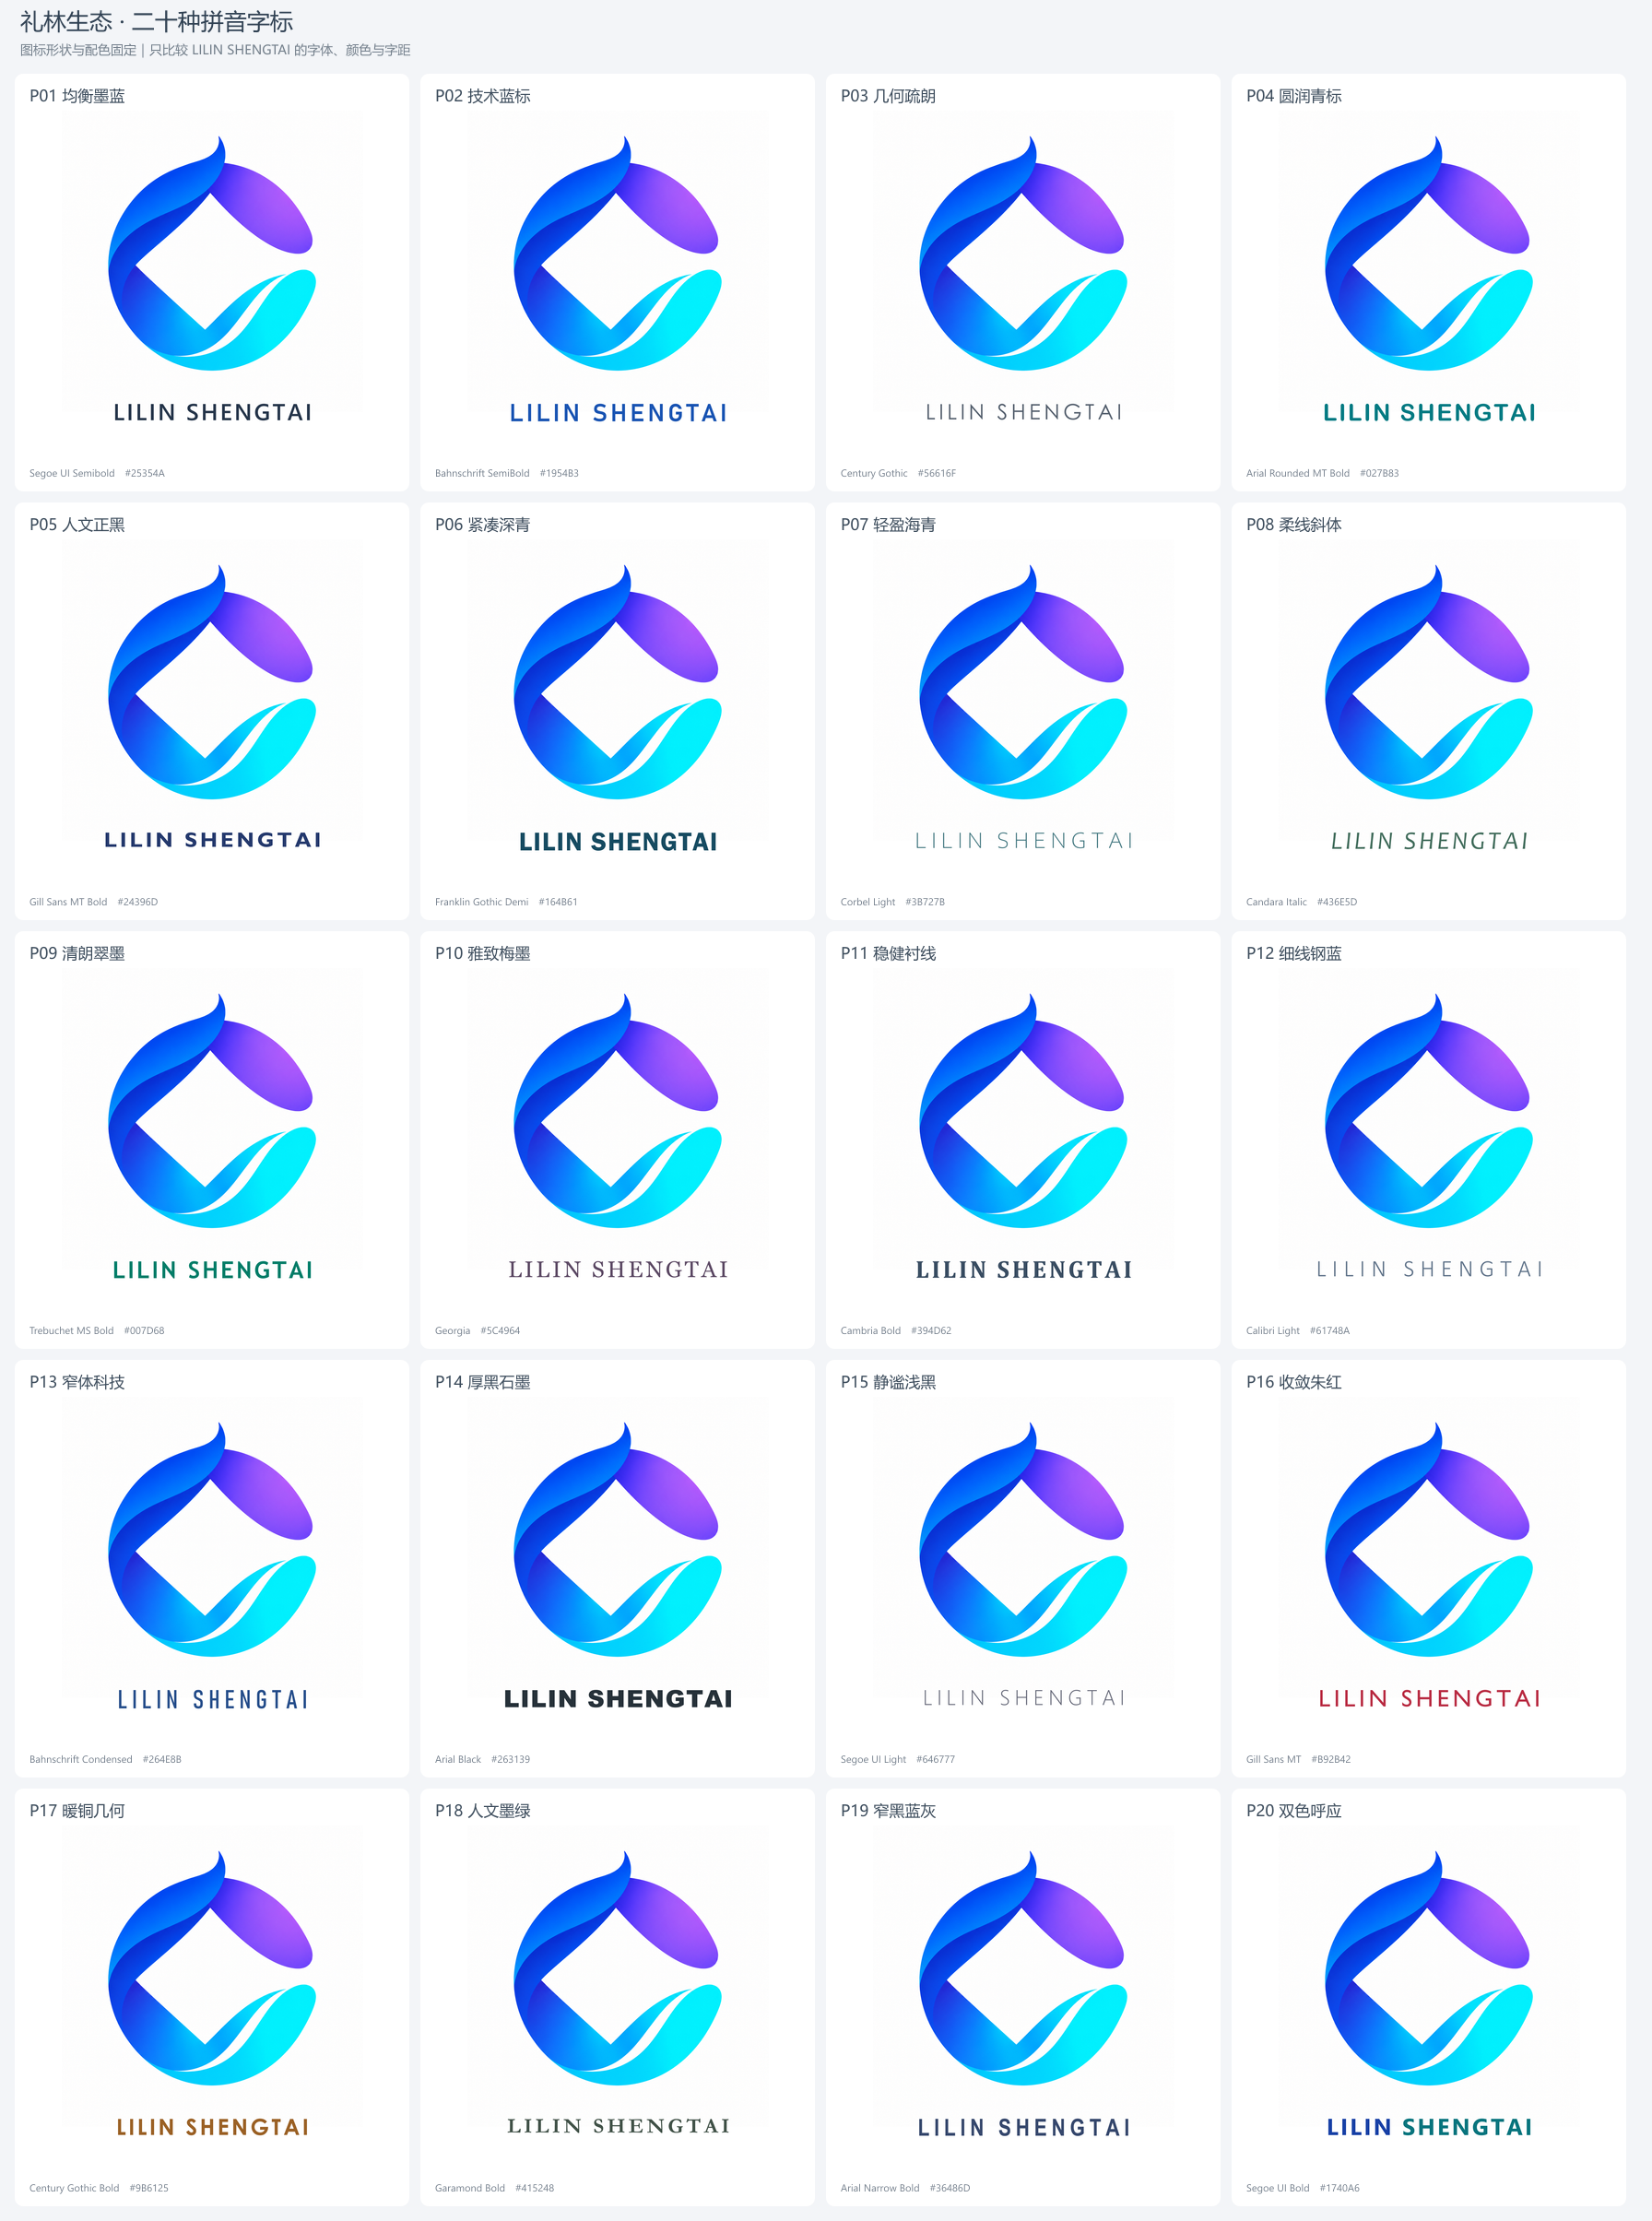 礼林生态 · 二十种拼音字标
图标形状与配色固定 | 只比较 LILIN SHENGTAI 的字体、颜色与字距
P01 均衡墨蓝
LILIN SHENGTAI
Segoe UI Semibold #25354A
P02 技术蓝标
LILIN SHENGTAI
Bahnschrift SemiBold #1954B3
P03 几何疏朗
LILIN SHENGTAI
Century Gothic #56616F
P04 圆润青标
LILIN SHENGTAI
Arial Rounded MT Bold #027B83
P05 人文正黑
LILIN SHENGTAI
Gill Sans MT Bold #24396D
P06 紧凑深青
LILIN SHENGTAI
Franklin Gothic Demi #164B61
P07 轻盈海青
LILIN SHENGTAI
Corbel Light #3B727B
P08 柔线斜体
LILIN SHENGTAI
Candara Italic #436E5D
P09 清朗翠墨
LILIN SHENGTAI
Trebuchet MS Bold #007D68
P10 雅致梅墨
LILIN SHENGTAI
Georgia #5C4964
P11 稳健衬线
LILIN SHENGTAI
Cambria Bold #394D62
P12 细线钢蓝
LILIN SHENGTAI
Calibri Light #61748A
P13 窄体科技
LILIN SHENGTAI
Bahnschrift Condensed #264E8B
P14 厚黑石墨
LILIN SHENGTAI
Arial Black #263139
P15 静谧浅黑
LILIN SHENGTAI
Segoe UI Light #646777
P16 收敛朱红
LILIN SHENGTAI
Gill Sans MT #B92B42
P17 暖铜几何
LILIN SHENGTAI
Century Gothic Bold #9B6125
P18 人文墨绿
LILIN SHENGTAI
Garamond Bold #415248
P19 窄黑蓝灰
LILIN SHENGTAI
Arial Narrow Bold #36486D
P20 双色呼应
LILIN SHENGTAI
Segoe UI Bold #1740A6